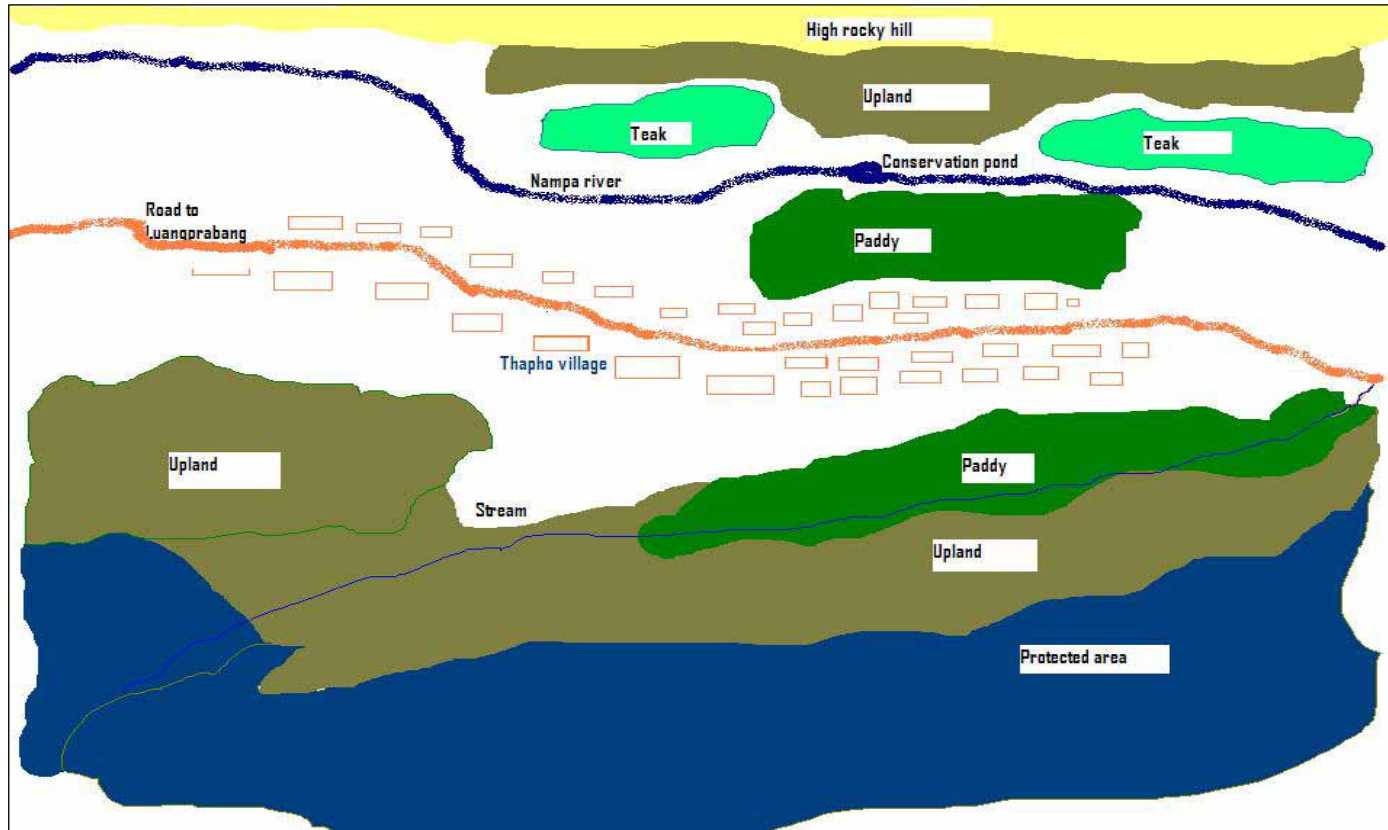 High rocky hill
Upland
Teak
Teak
Conservation pond
Nampa river
Road to
Luangprabang
Paddy
Thapho village
Upland
Paddy
Stream
Upland
Protected area